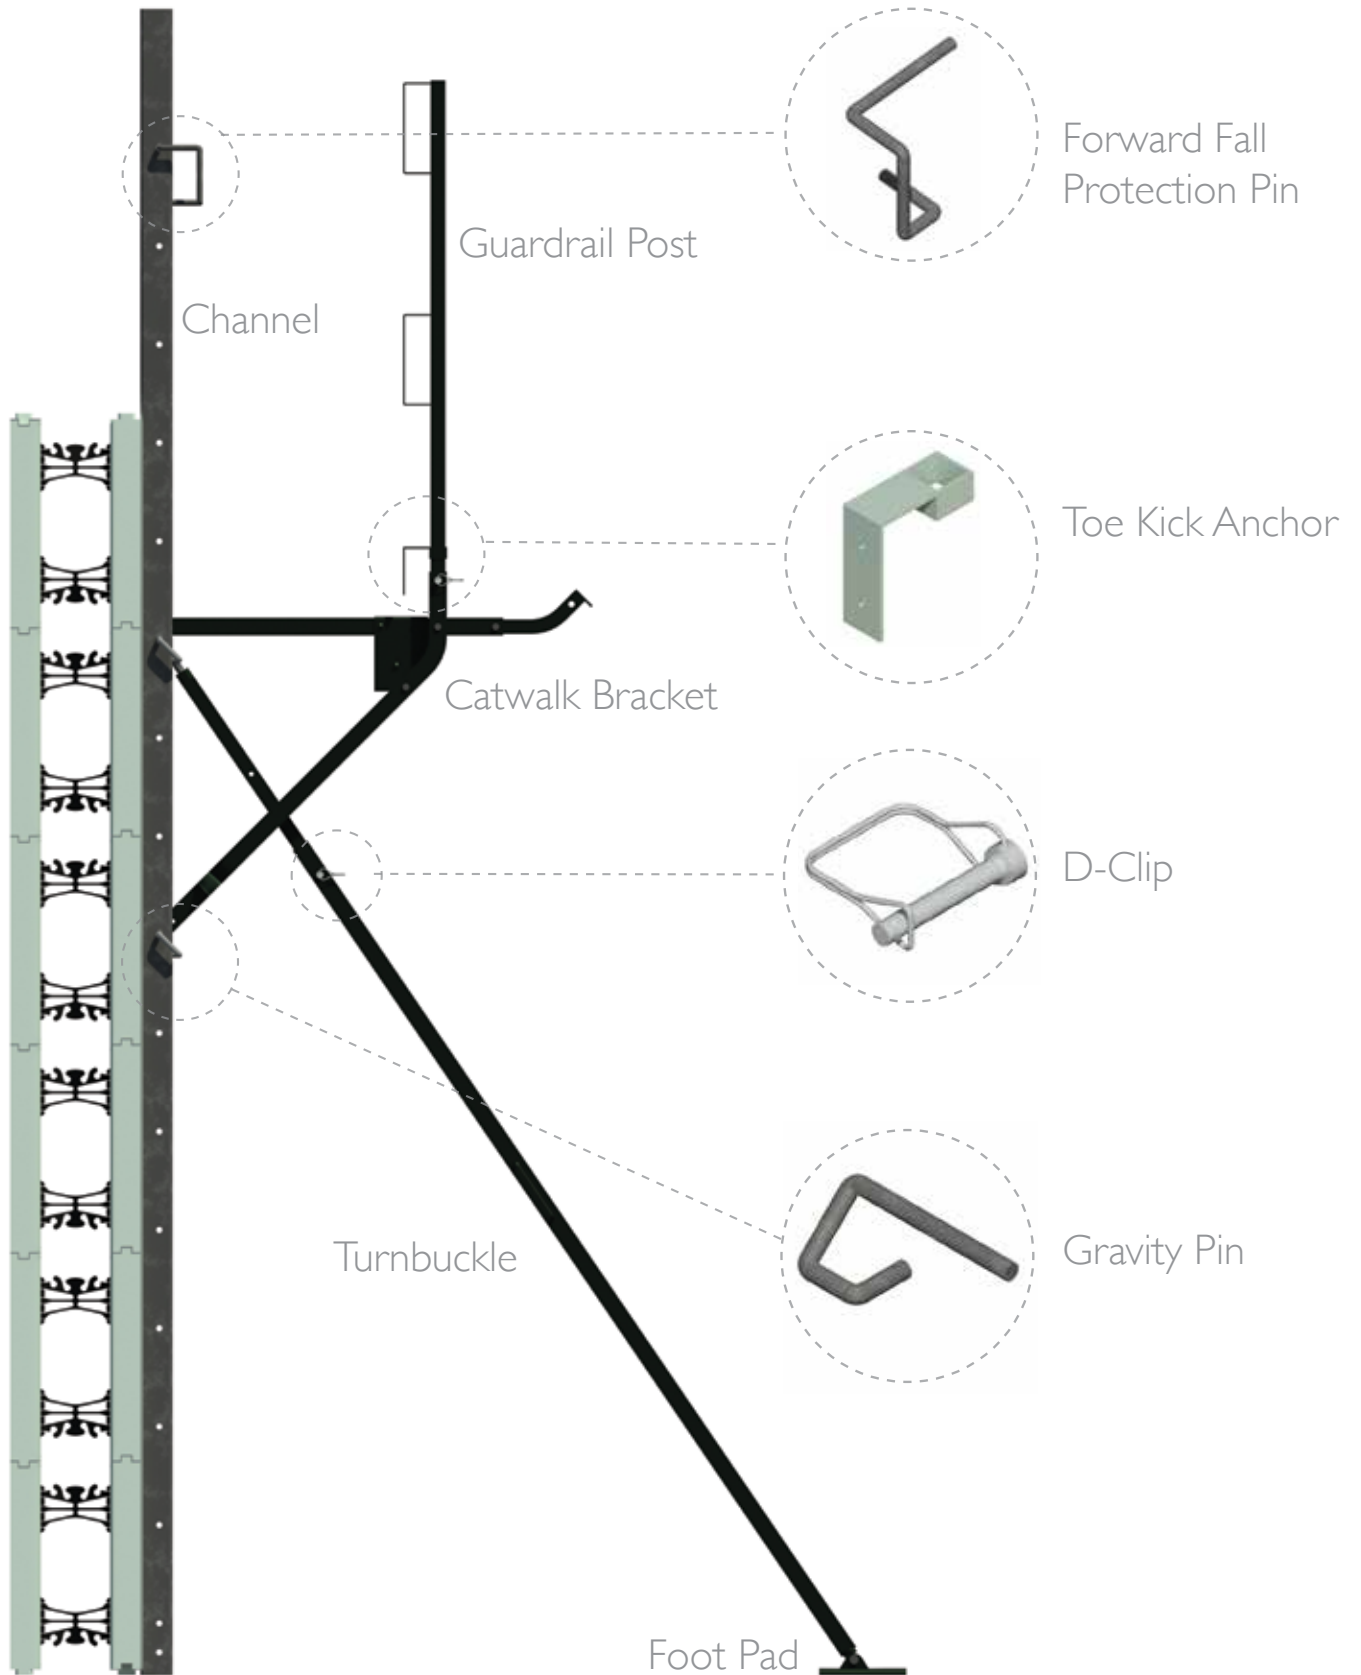 Forward Fall
Protection Pin
Guardrail Post
Channel
Toe Kick Anchor
Catwalk Bracket
D-Clip
Turnbuckle
Gravity Pin
Foot Pad